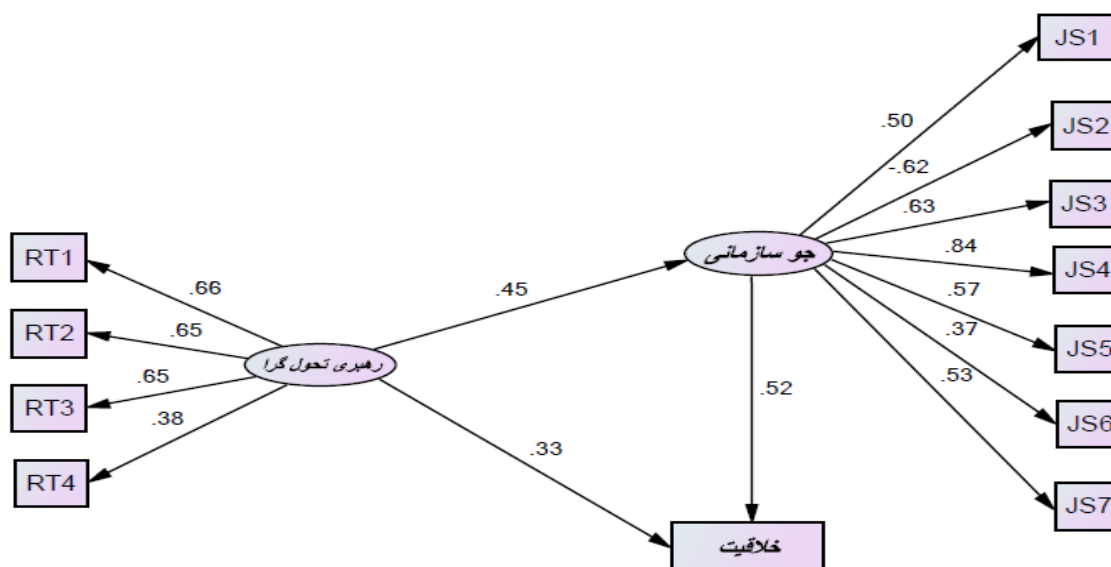 JS1
.50
JS2
-.62
JS3
.63
RT1
جو سازمانی
.84
JS4
.66
.45
.57
RT2
.65
.37
JS5
رهبری تحول گرا
.53
RT3
.65
.52
.38
JS6
.33
RT4
JS7
خلاقیت